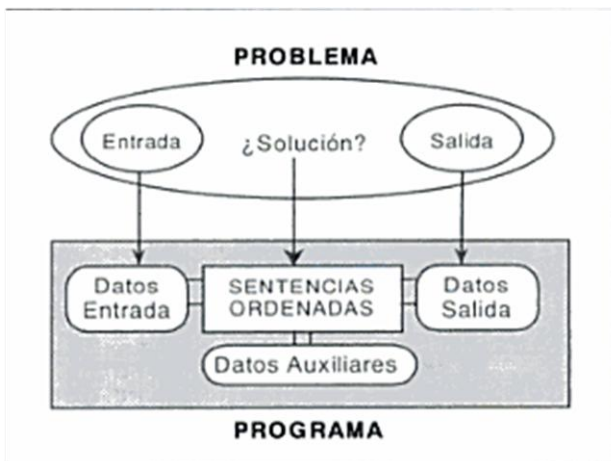 PROBLEMA
Entrada
¿Solución?
Salida
Datos
Entrada
SENTENCIAS
ORDENADAS
Datos
Salida
Datos Auxiliares
PROGRAMA